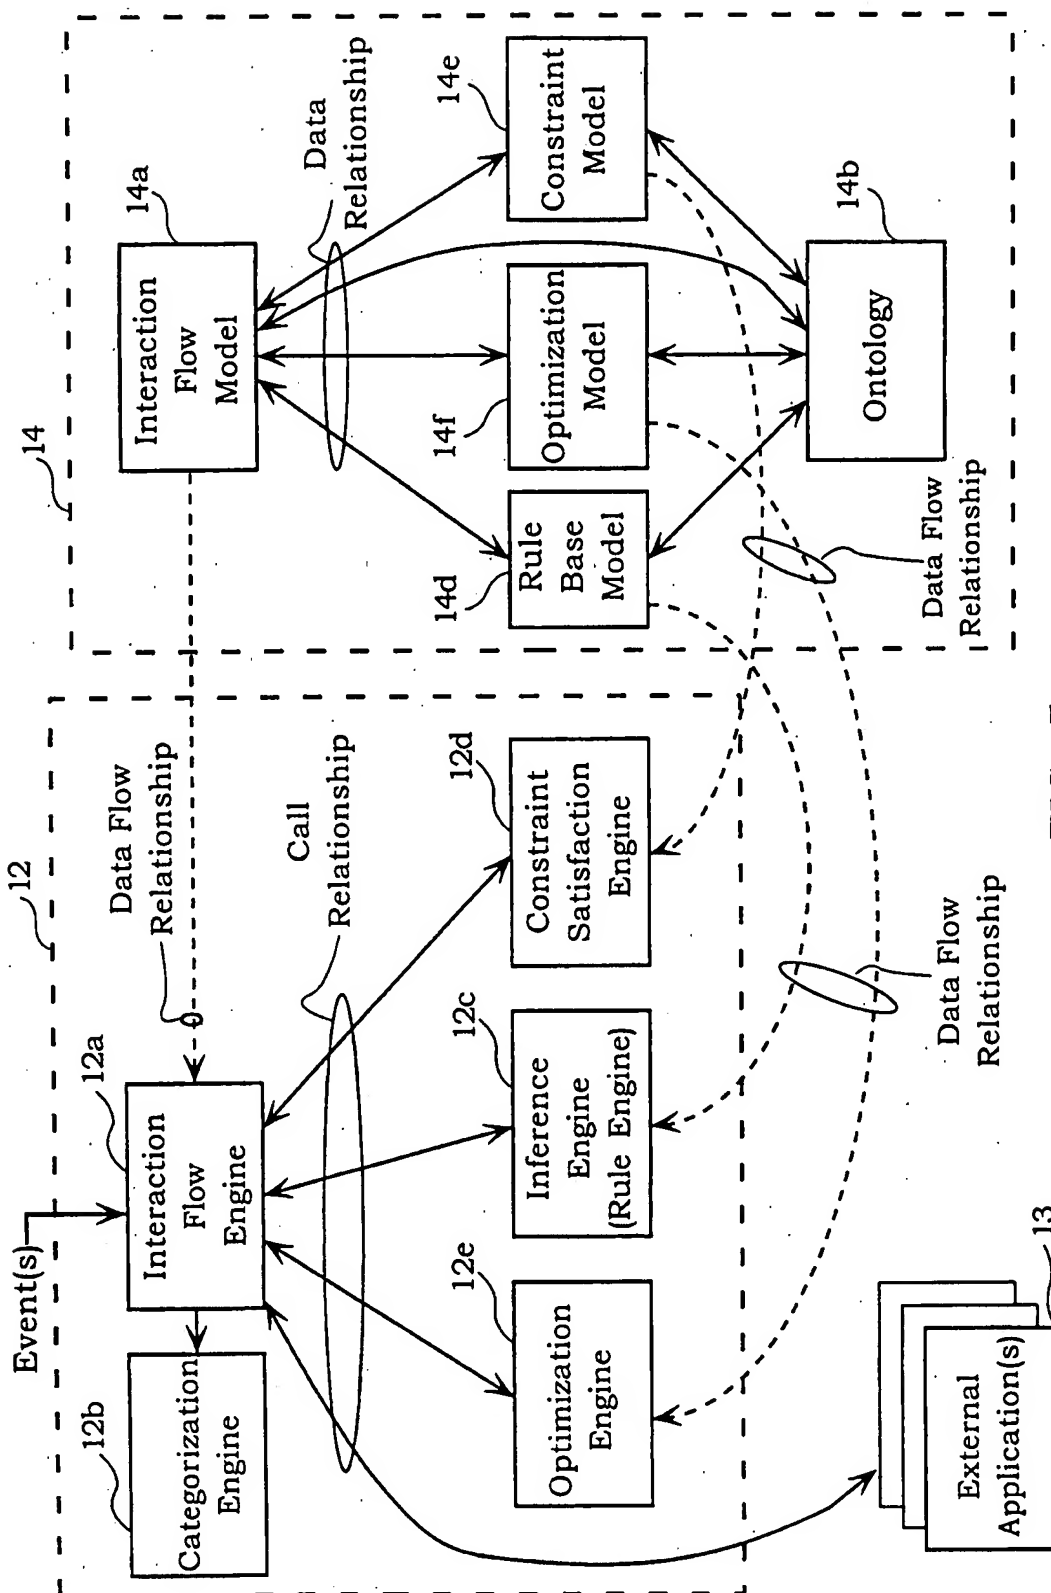 Event(s)
12
12b
Categorization
Engine
12a
Interaction
Flow
Engine
Data Flow
Relationship
Call
Relationship
12e
Optimization
Engine
12c
Inference
Engine
(Rule Engine)
12d
Constraint
Satisfaction
Engine
External
Application(s)
13
Data Flow
Relationship
14
14a
Interaction
Flow
Model
Data
Relationship
14d
Rule
Base
Model
14f
Optimization
Model
14e
Constraint
Model
Data Flow
Relationship
14b
Ontology